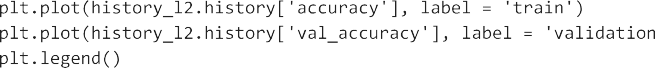 plt.plot(history_l2.history['accuracy'], label = 'train')
plt.plot(history_l2.history['val_accuracy'], label = 'validation
plt.legend()